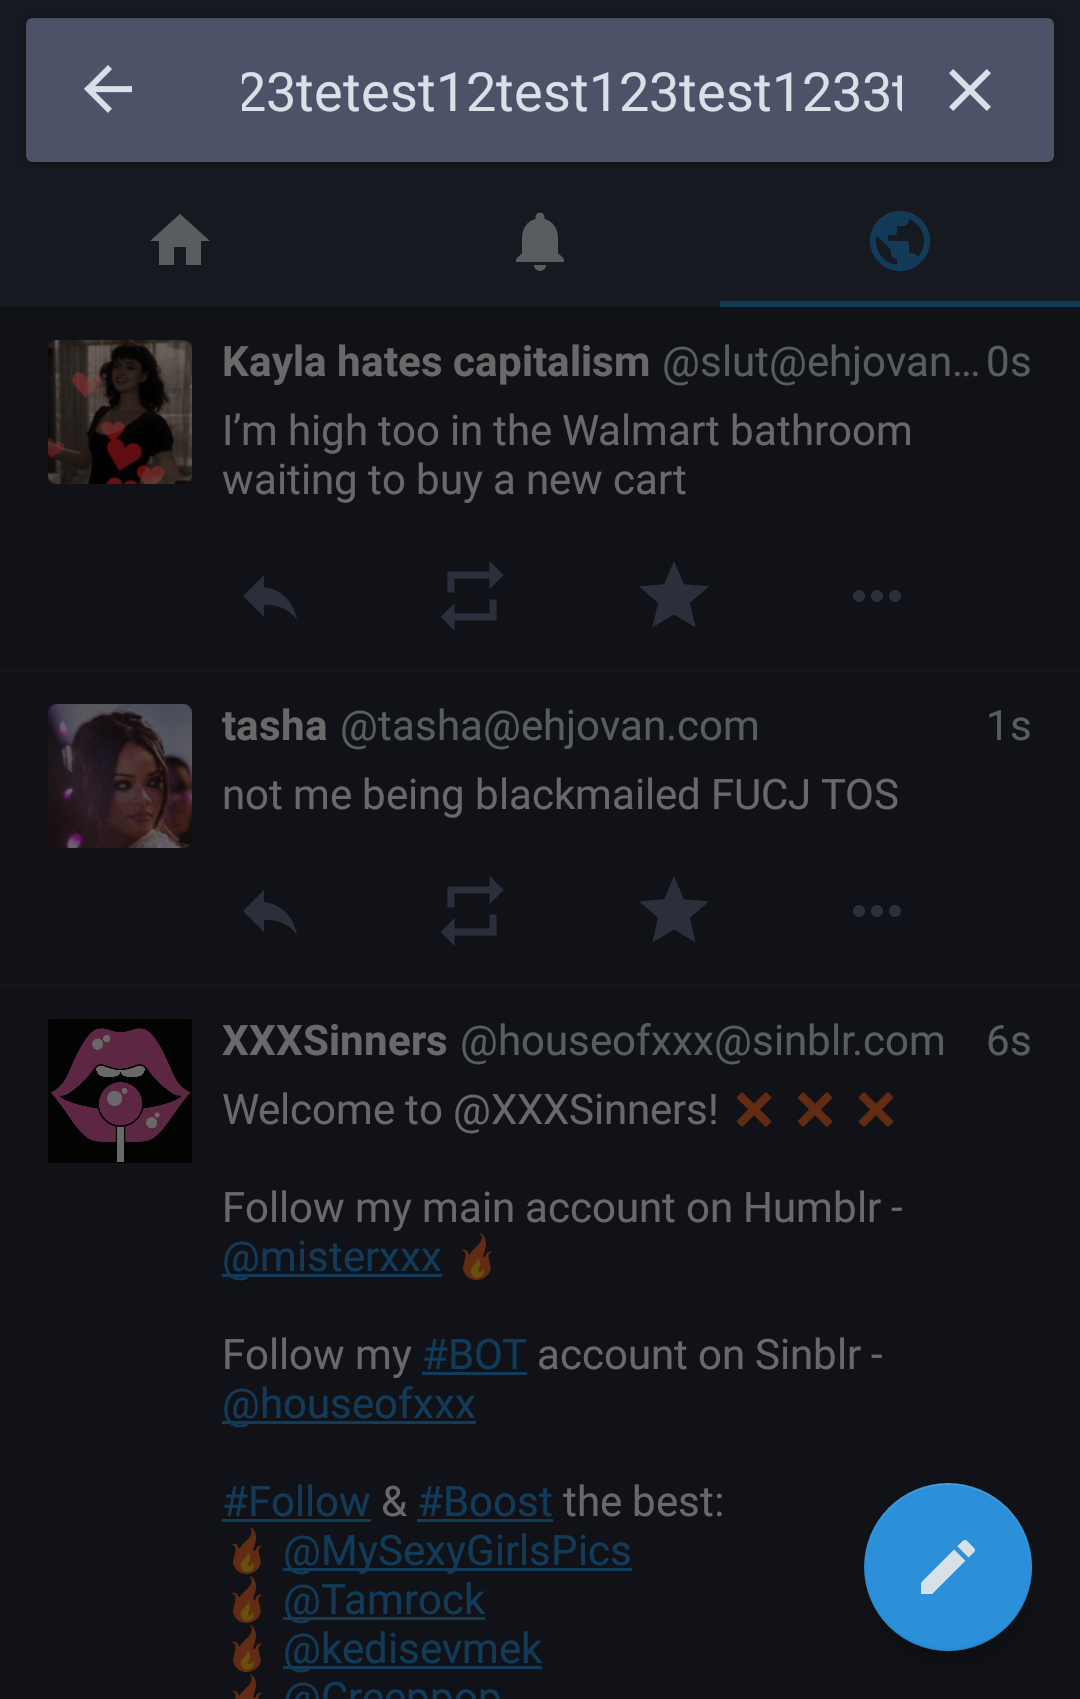 23tetest12test123test1233t
Kayla hates capitalism @slut@ehjovan... 0s
I’m high too in the Walmart bathroom
waiting to buy a new cart
tasha @tasha@ehjovan.com 1s
not me being blackmailed FUCJ TOS
XXXSinners @houseofxxx@sinblr.com 6s
Welcome to @XXXSinners! ❌ ❌ ❌
Follow my main account on Humblr -
@misterxxx 🔥
Follow my #BOT account on Sinblr -
@houseofxxx
#Follow & #Boost the best:
🔥 @MySexyGirlsPics
🔥 @Tamrock
🔥 @kedisevmek